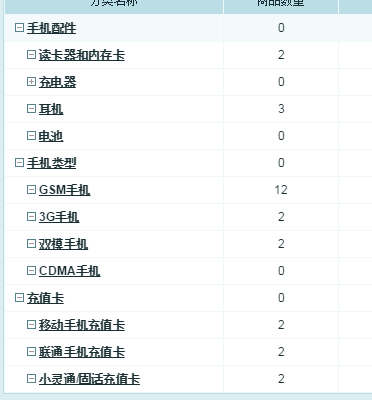 分类名称 商品数量
手机配件 0
读卡器和内存卡 2
充电器 0
耳机 3
电池 0
手机类型 0
GSM手机 12
3G手机 2
双模手机 2
CDMA手机 0
充值卡 0
移动手机充值卡 2
联通手机充值卡 2
小灵通/固话充值卡 2